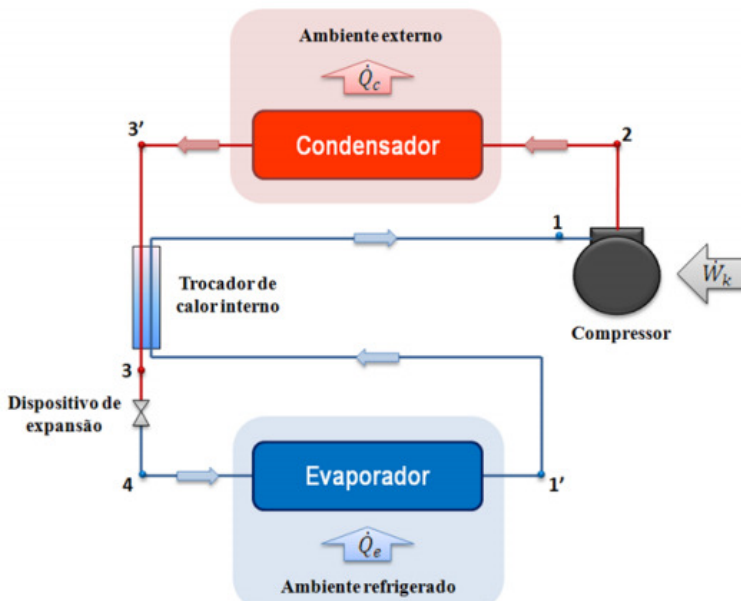 Ambiente externo
Q̇c
3’
Condensador
2
1
Trocador de
calor interno
Ẇk
Compressor
3
Dispositivo de
expansão
Evaporador
4
1’
Q̇e
Ambiente refrigerado